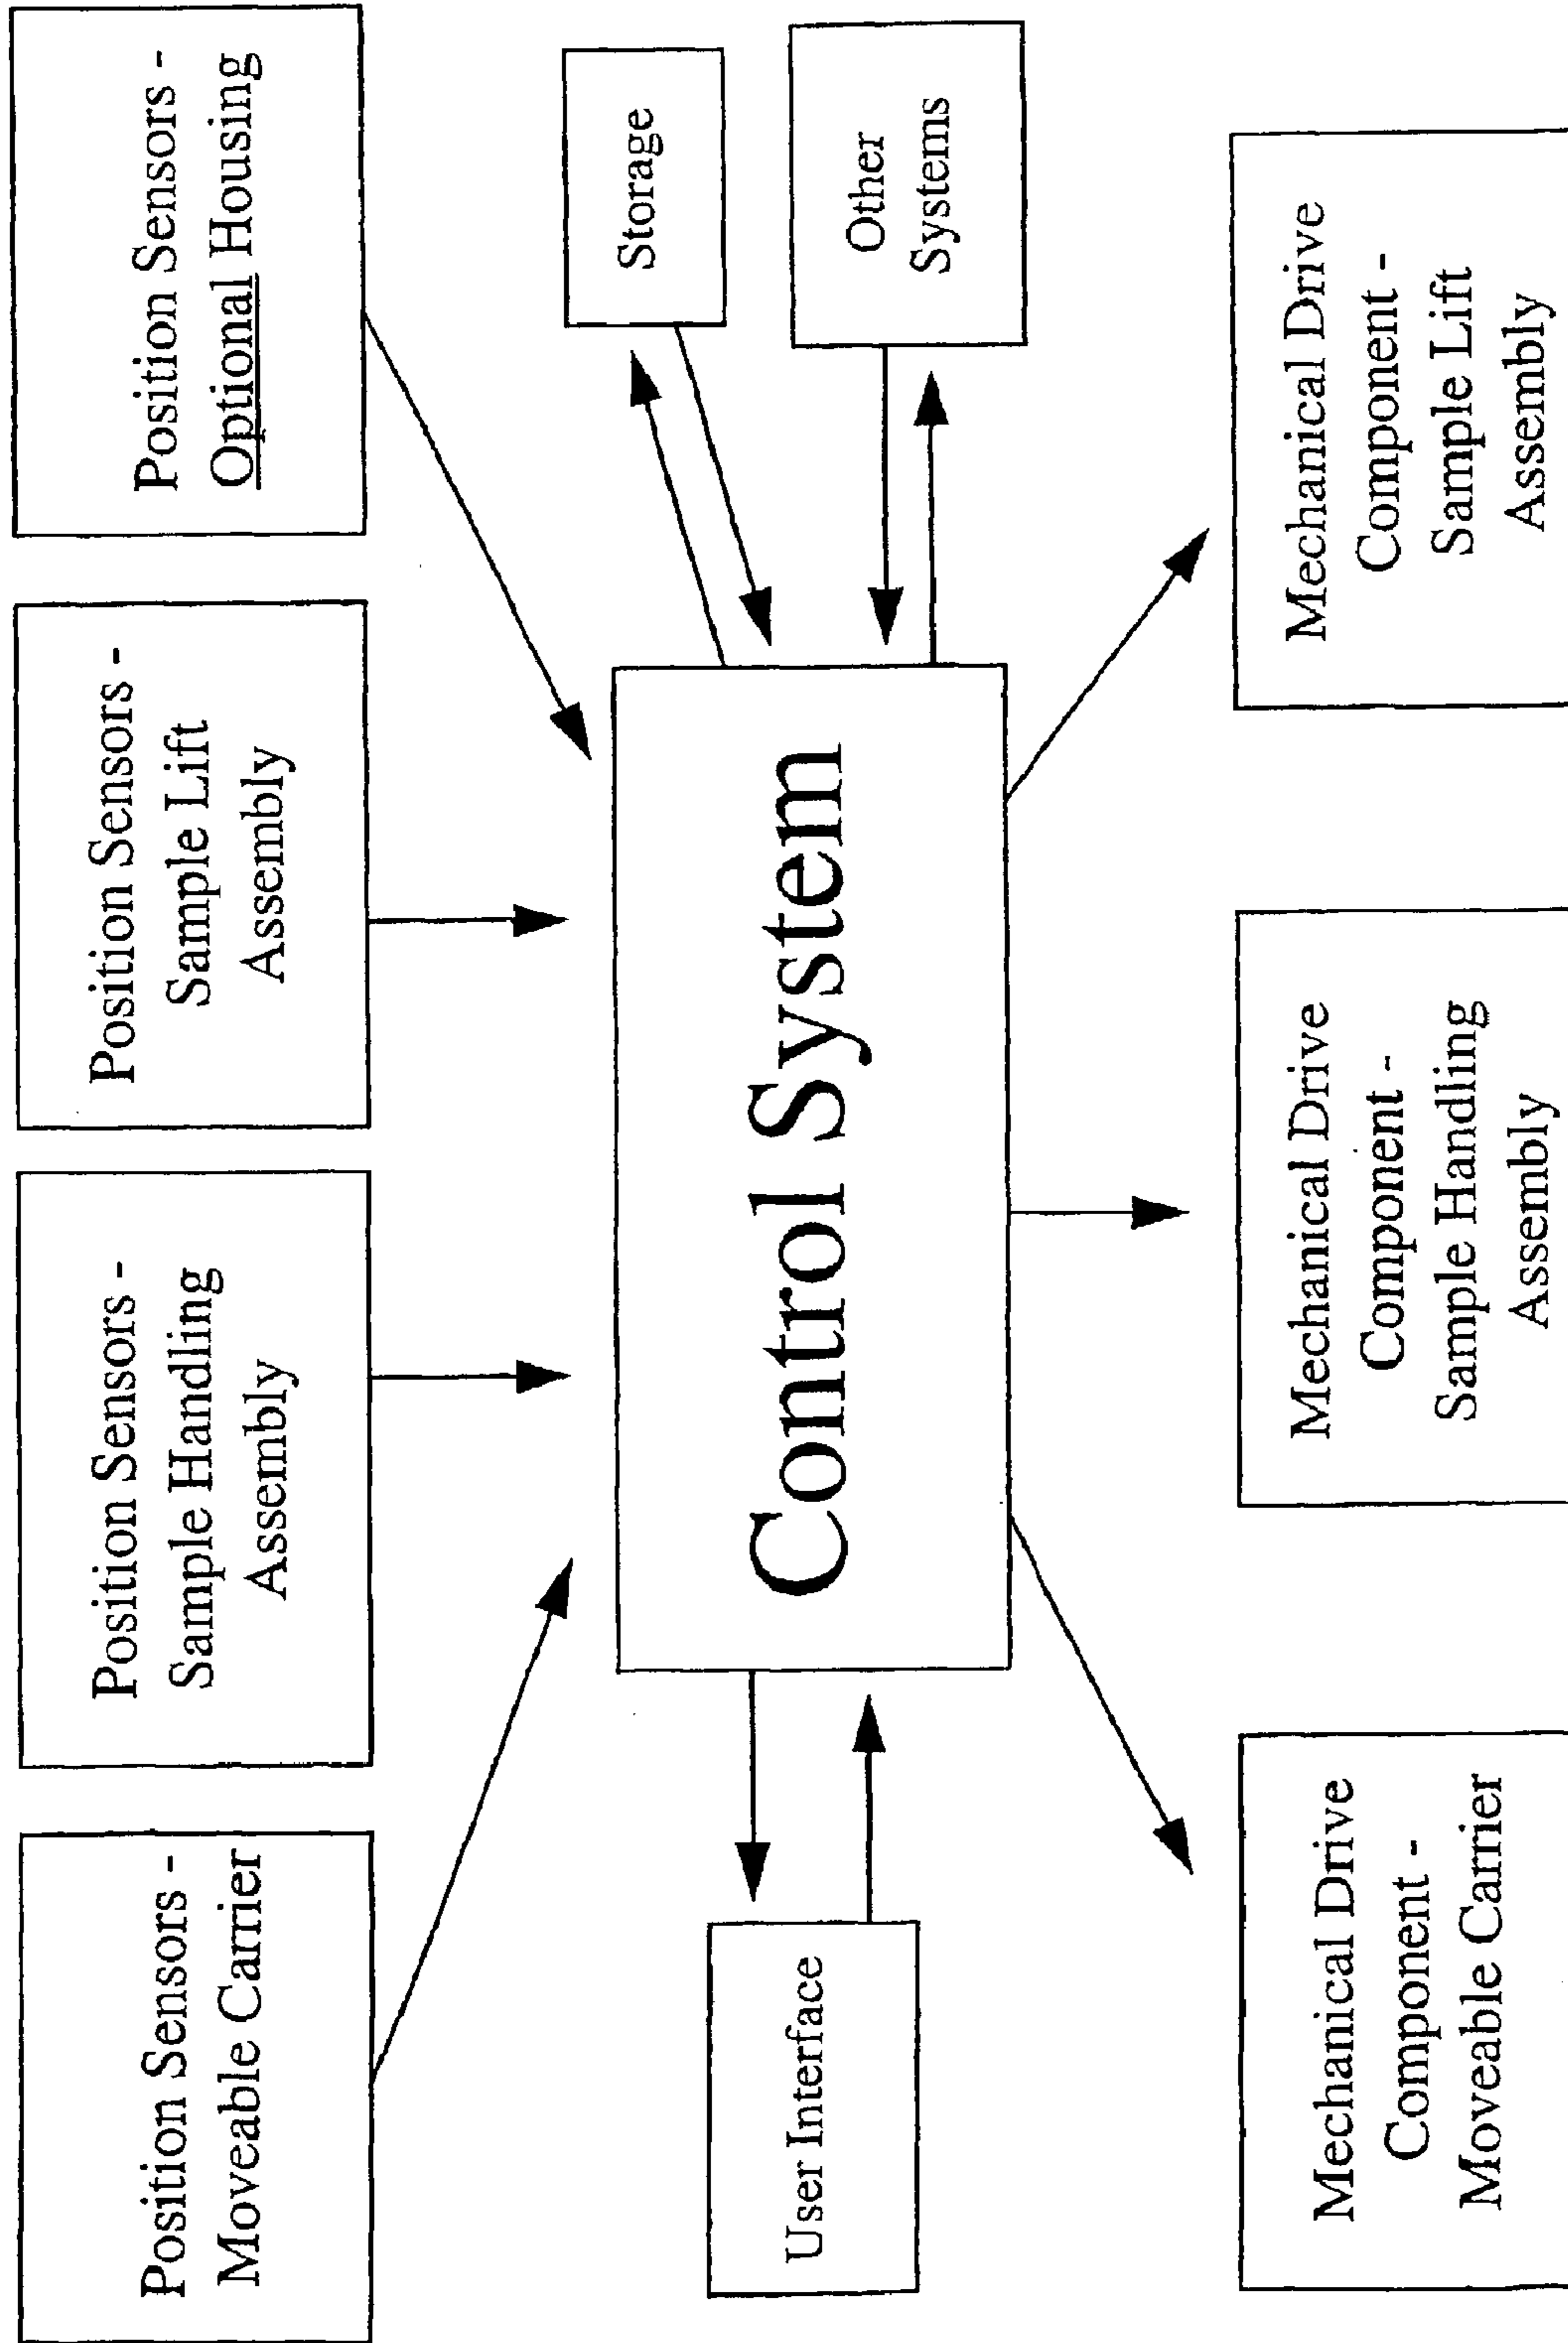 Position Sensors -
Moveable Carrier
Position Sensors -
Sample Handling
Assembly
Position Sensors -
Sample Lift
Assembly
Position Sensors -
Optional Housing
User Interface
Control System
Storage
Other
Systems
Mechanical Drive
Component -
Moveable Carrier
Mechanical Drive
Component -
Sample Handling
Assembly
Mechanical Drive
Component -
Sample Lift
Assembly